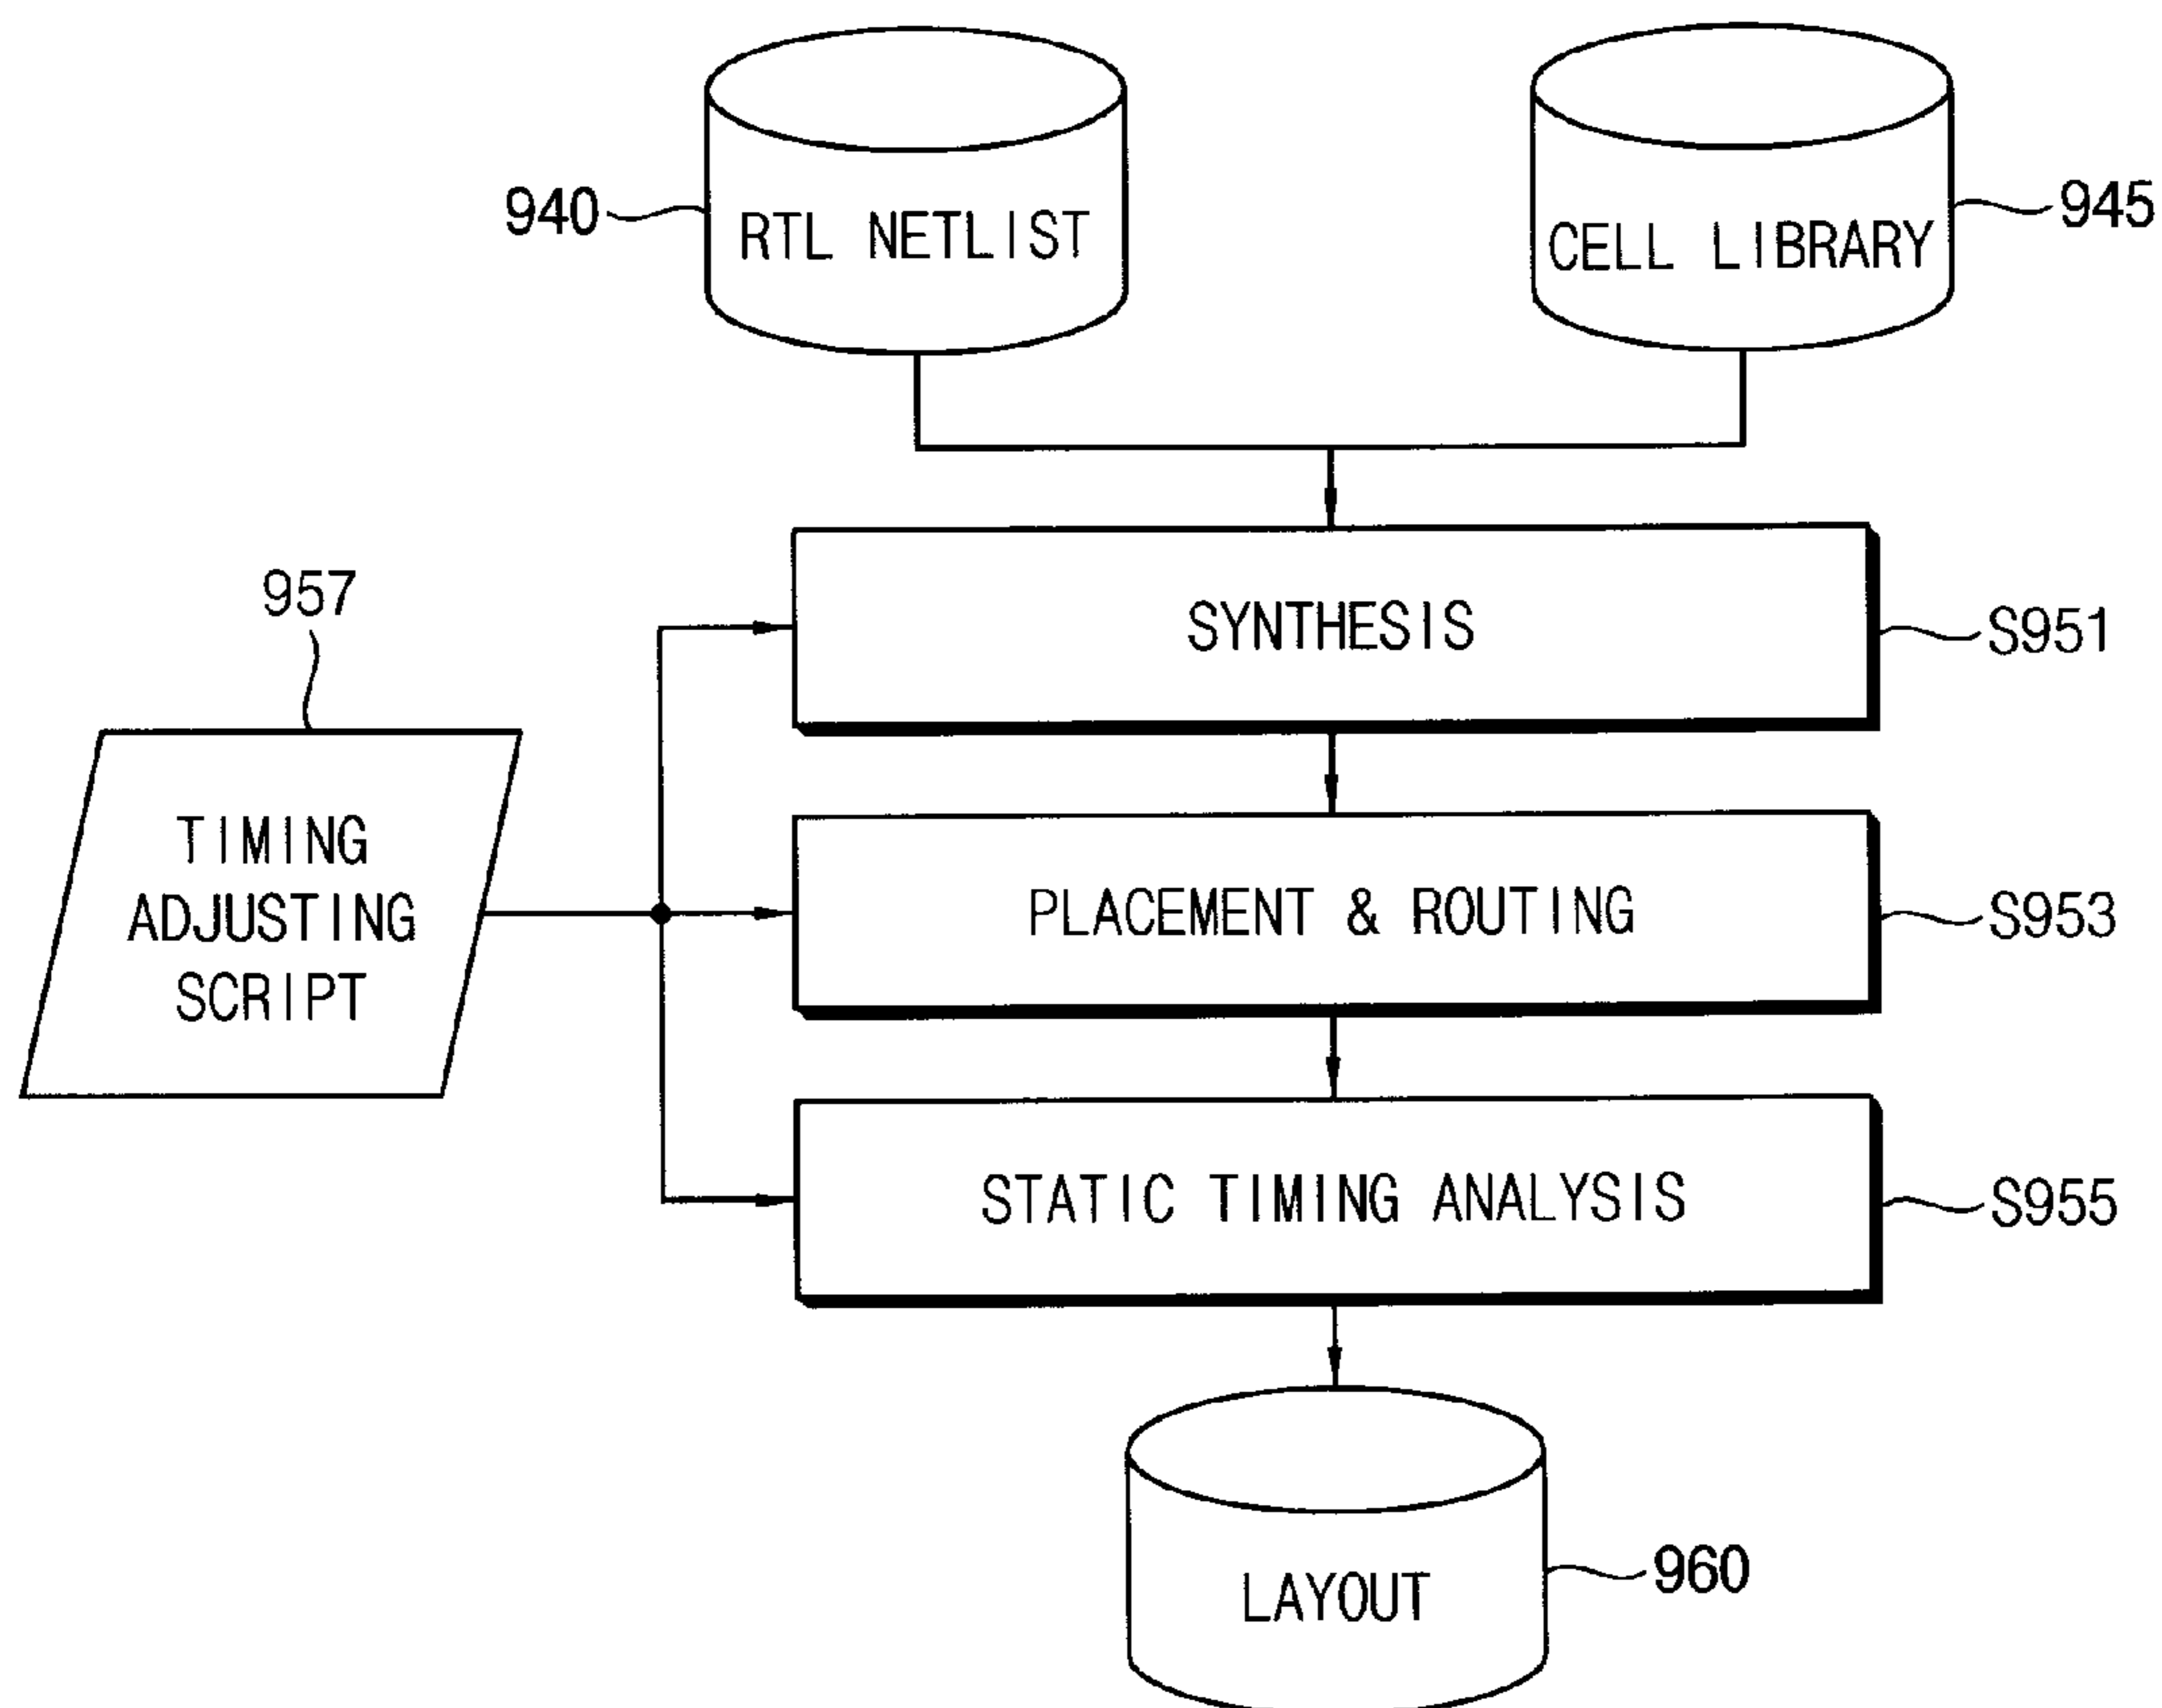 940
RTL NETLIST
CELL LIBRARY
945
SYNTHESIS
S951
957
TIMING
ADJUSTING
SCRIPT
PLACEMENT & ROUTING
S953
STATIC TIMING ANALYSIS
S955
LAYOUT
960